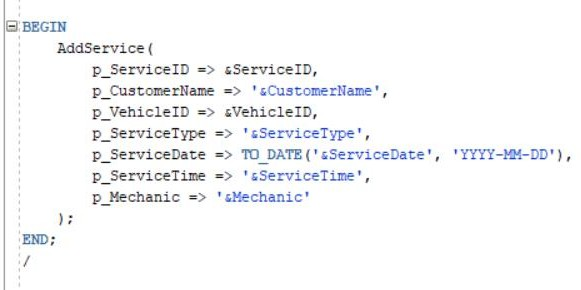 BEGIN
AddService(
p_ServiceID => &ServiceID,
p_CustomerName => '&CustomerName',
p_VehicleID => &VehicleID,
p_ServiceType => '&ServiceType',
p_ServiceDate => TO_DATE('&ServiceDate', 'YYYY-MM-DD'),
p_ServiceTime => '&ServiceTime',
p_Mechanic => '&Mechanic'
);
END;
/